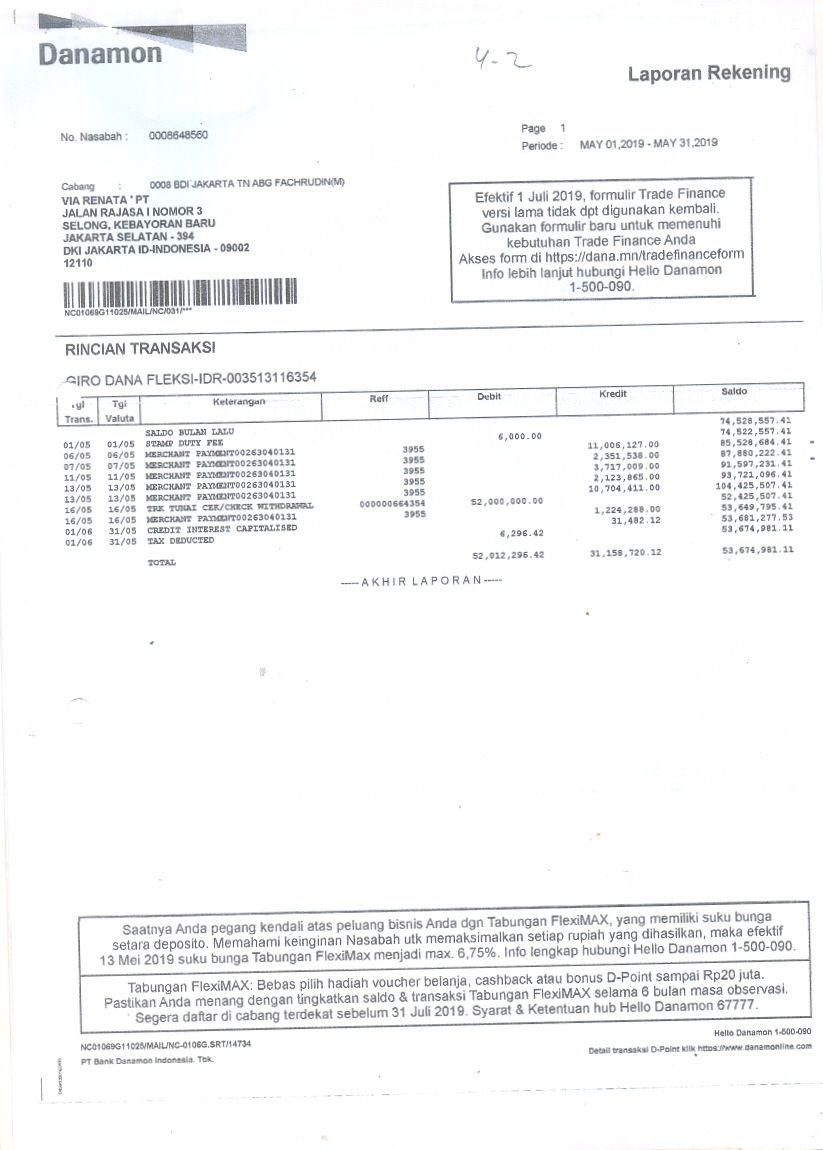 Danamon
4-2
Laporan Rekening
No. Nasabah : 0008648560
Page 1
Periode : MAY 01,2019 - MAY 31,2019
Cabang : 0008 BDI JAKARTA TN ABG FACHRUDIN(M)
VIA RENATA ' PT
JALAN RAJASA I NOMOR 3
SELONG, KEBAYORAN BARU
JAKARTA SELATAN - 394
DKI JAKARTA ID-INDONESIA - 09002
12110
NC01069G11025/MAIL/NC/031/***
Efektif 1 Juli 2019, formulir Trade Finance
versi lama tidak dpt digunakan kembali.
Gunakan formulir baru untuk memenuhi
kebutuhan Trade Finance Anda
Akses form di https://dana.mn/tradefinanceform
Info lebih lanjut hubungi Hello Danamon
1-500-090.
RINCIAN TRANSAKSI
GIRO DANA FLEKSI-IDR-003513116354
Tgl Trans. Tgl Valuta Keterangan Reff Debit Kredit Saldo
SALDO BULAN LALU 74,528,557.41
01/05 01/05 STAMP DUTY FEE 6,000.00 74,522,557.41
06/05 06/05 MERCHANT PAYMENT00263040131 3955 11,006,127.00 85,528,684.41
07/05 07/05 MERCHANT PAYMENT00263040131 3955 2,351,538.00 87,880,222.41
11/05 11/05 MERCHANT PAYMENT00263040131 3955 3,717,009.00 91,597,231.41
13/05 13/05 MERCHANT PAYMENT00263040131 3955 2,123,865.00 93,721,096.41
13/05 13/05 MERCHANT PAYMENT00263040131 3955 10,704,411.00 104,425,507.41
16/05 16/05 TRK TUNAI CEK/CHECK WITHDRAWAL 000000664354 52,000,000.00 52,425,507.41
16/05 16/05 MERCHANT PAYMENT00263040131 3955 1,224,288.00 53,649,795.41
01/06 31/05 CREDIT INTEREST CAPITALISED 31,482.12 53,681,277.53
01/06 31/05 TAX DEDUCTED 6,296.42 53,674,981.11
TOTAL 52,012,296.42 31,158,720.12 53,674,981.11
-----AKHIR LAPORAN-----
Saatnya Anda pegang kendali atas peluang bisnis Anda dgn Tabungan FlexiMAX, yang memiliki suku bunga
setara deposito. Memahami keinginan Nasabah utk memaksimalkan setiap rupiah yang dihasilkan, maka efektif
13 Mei 2019 suku bunga Tabungan FlexiMax menjadi max. 6,75%. Info lengkap hubungi Hello Danamon 1-500-090.
Tabungan FlexiMAX: Bebas pilih hadiah voucher belanja, cashback atau bonus D-Point sampai Rp20 juta.
Pastikan Anda menang dengan tingkatkan saldo & transaksi Tabungan FlexiMAX selama 6 bulan masa observasi.
Segera daftar di cabang terdekat sebelum 31 Juli 2019. Syarat & Ketentuan hub Hello Danamon 67777.
NC01069G11025/MAIL/NC-0106G.SRT/14734
Hello Danamon 1-500-090
PT Bank Danamon Indonesia. Tbk.
Detail transaksi D-Point klik https://www.danamonline.com